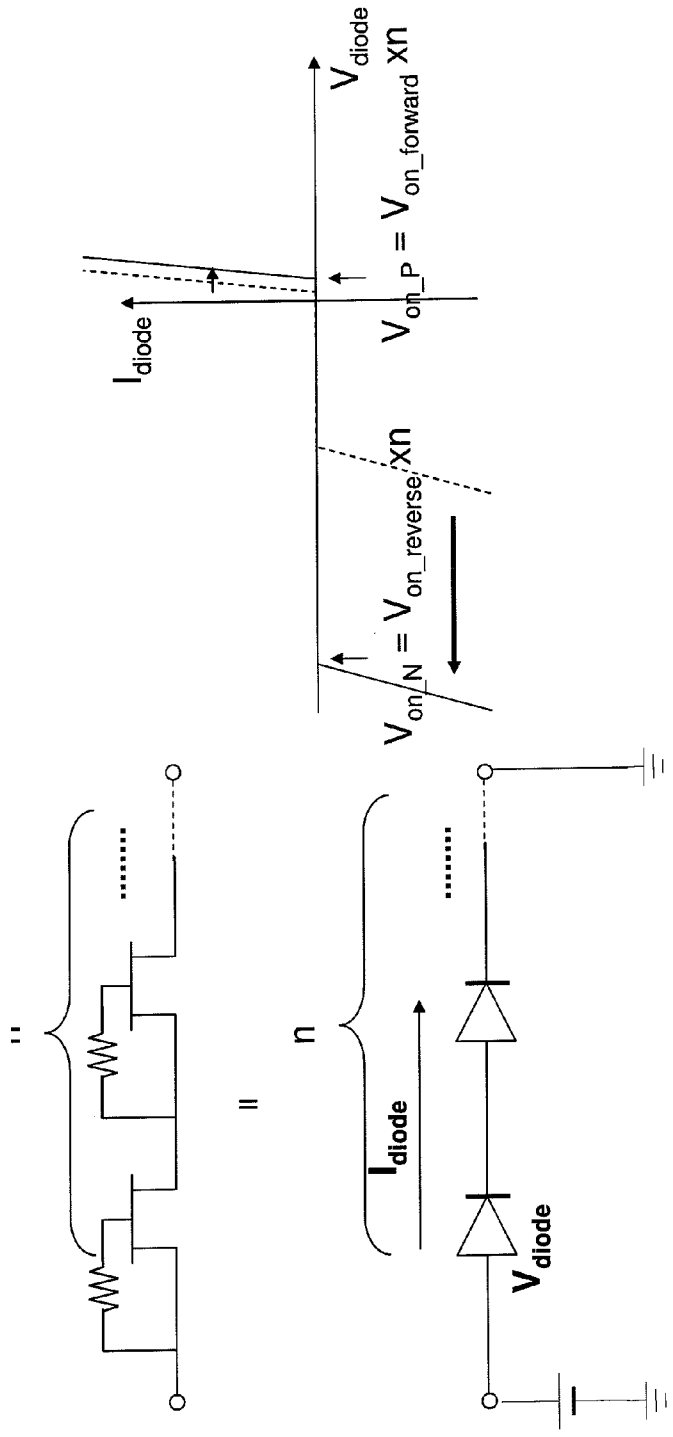 n
........
=
n
........
I_diode
V_diode
I_diode
V_diode
V_on_N = V_on_reverse xn
V_on_P = V_on_forward xn